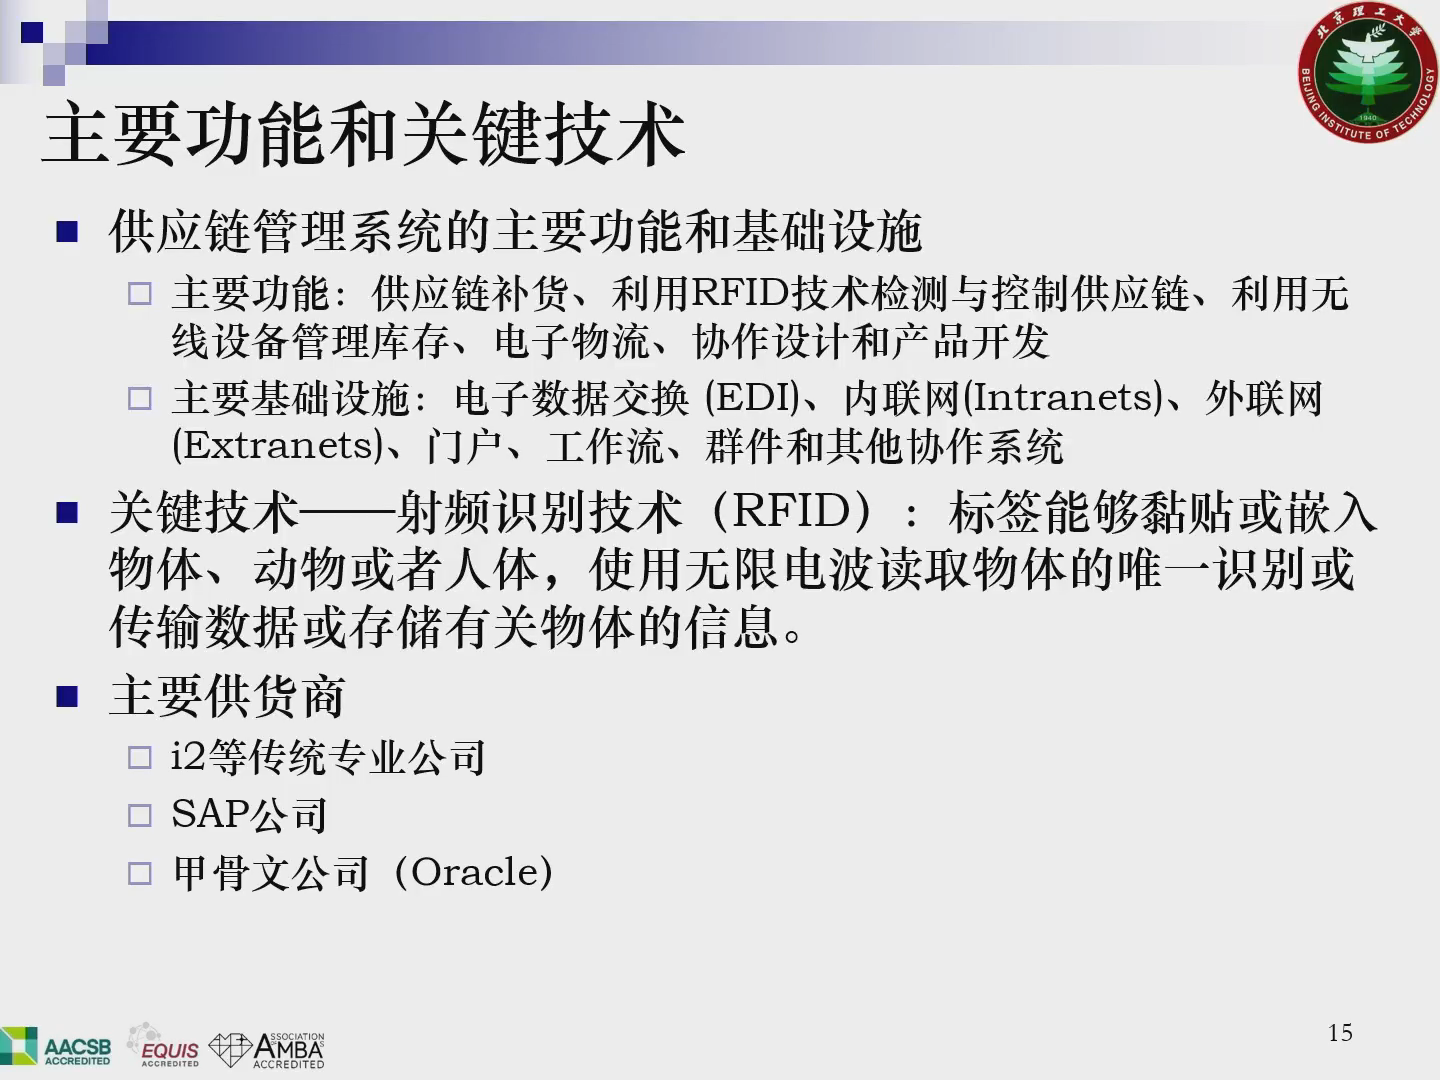 北京理工大学
BEIJING INSTITUTE OF TECHNOLOGY
1940
主要功能和关键技术
供应链管理系统的主要功能和基础设施
主要功能：供应链补货、利用RFID技术检测与控制供应链、利用无
线设备管理库存、电子物流、协作设计和产品开发
主要基础设施：电子数据交换 (EDI)、内联网(Intranets)、外联网
(Extranets)、门户、工作流、群件和其他协作系统
关键技术——射频识别技术（RFID）：标签能够黏贴或嵌入
物体、动物或者人体，使用无限电波读取物体的唯一识别或
传输数据或存储有关物体的信息。
主要供货商
i2等传统专业公司
SAP公司
甲骨文公司（Oracle）
AACSB
ACCREDITED
EQUIS
ACCREDITED
ASSOCIATION
OF
AMBAS
ACCREDITED
15